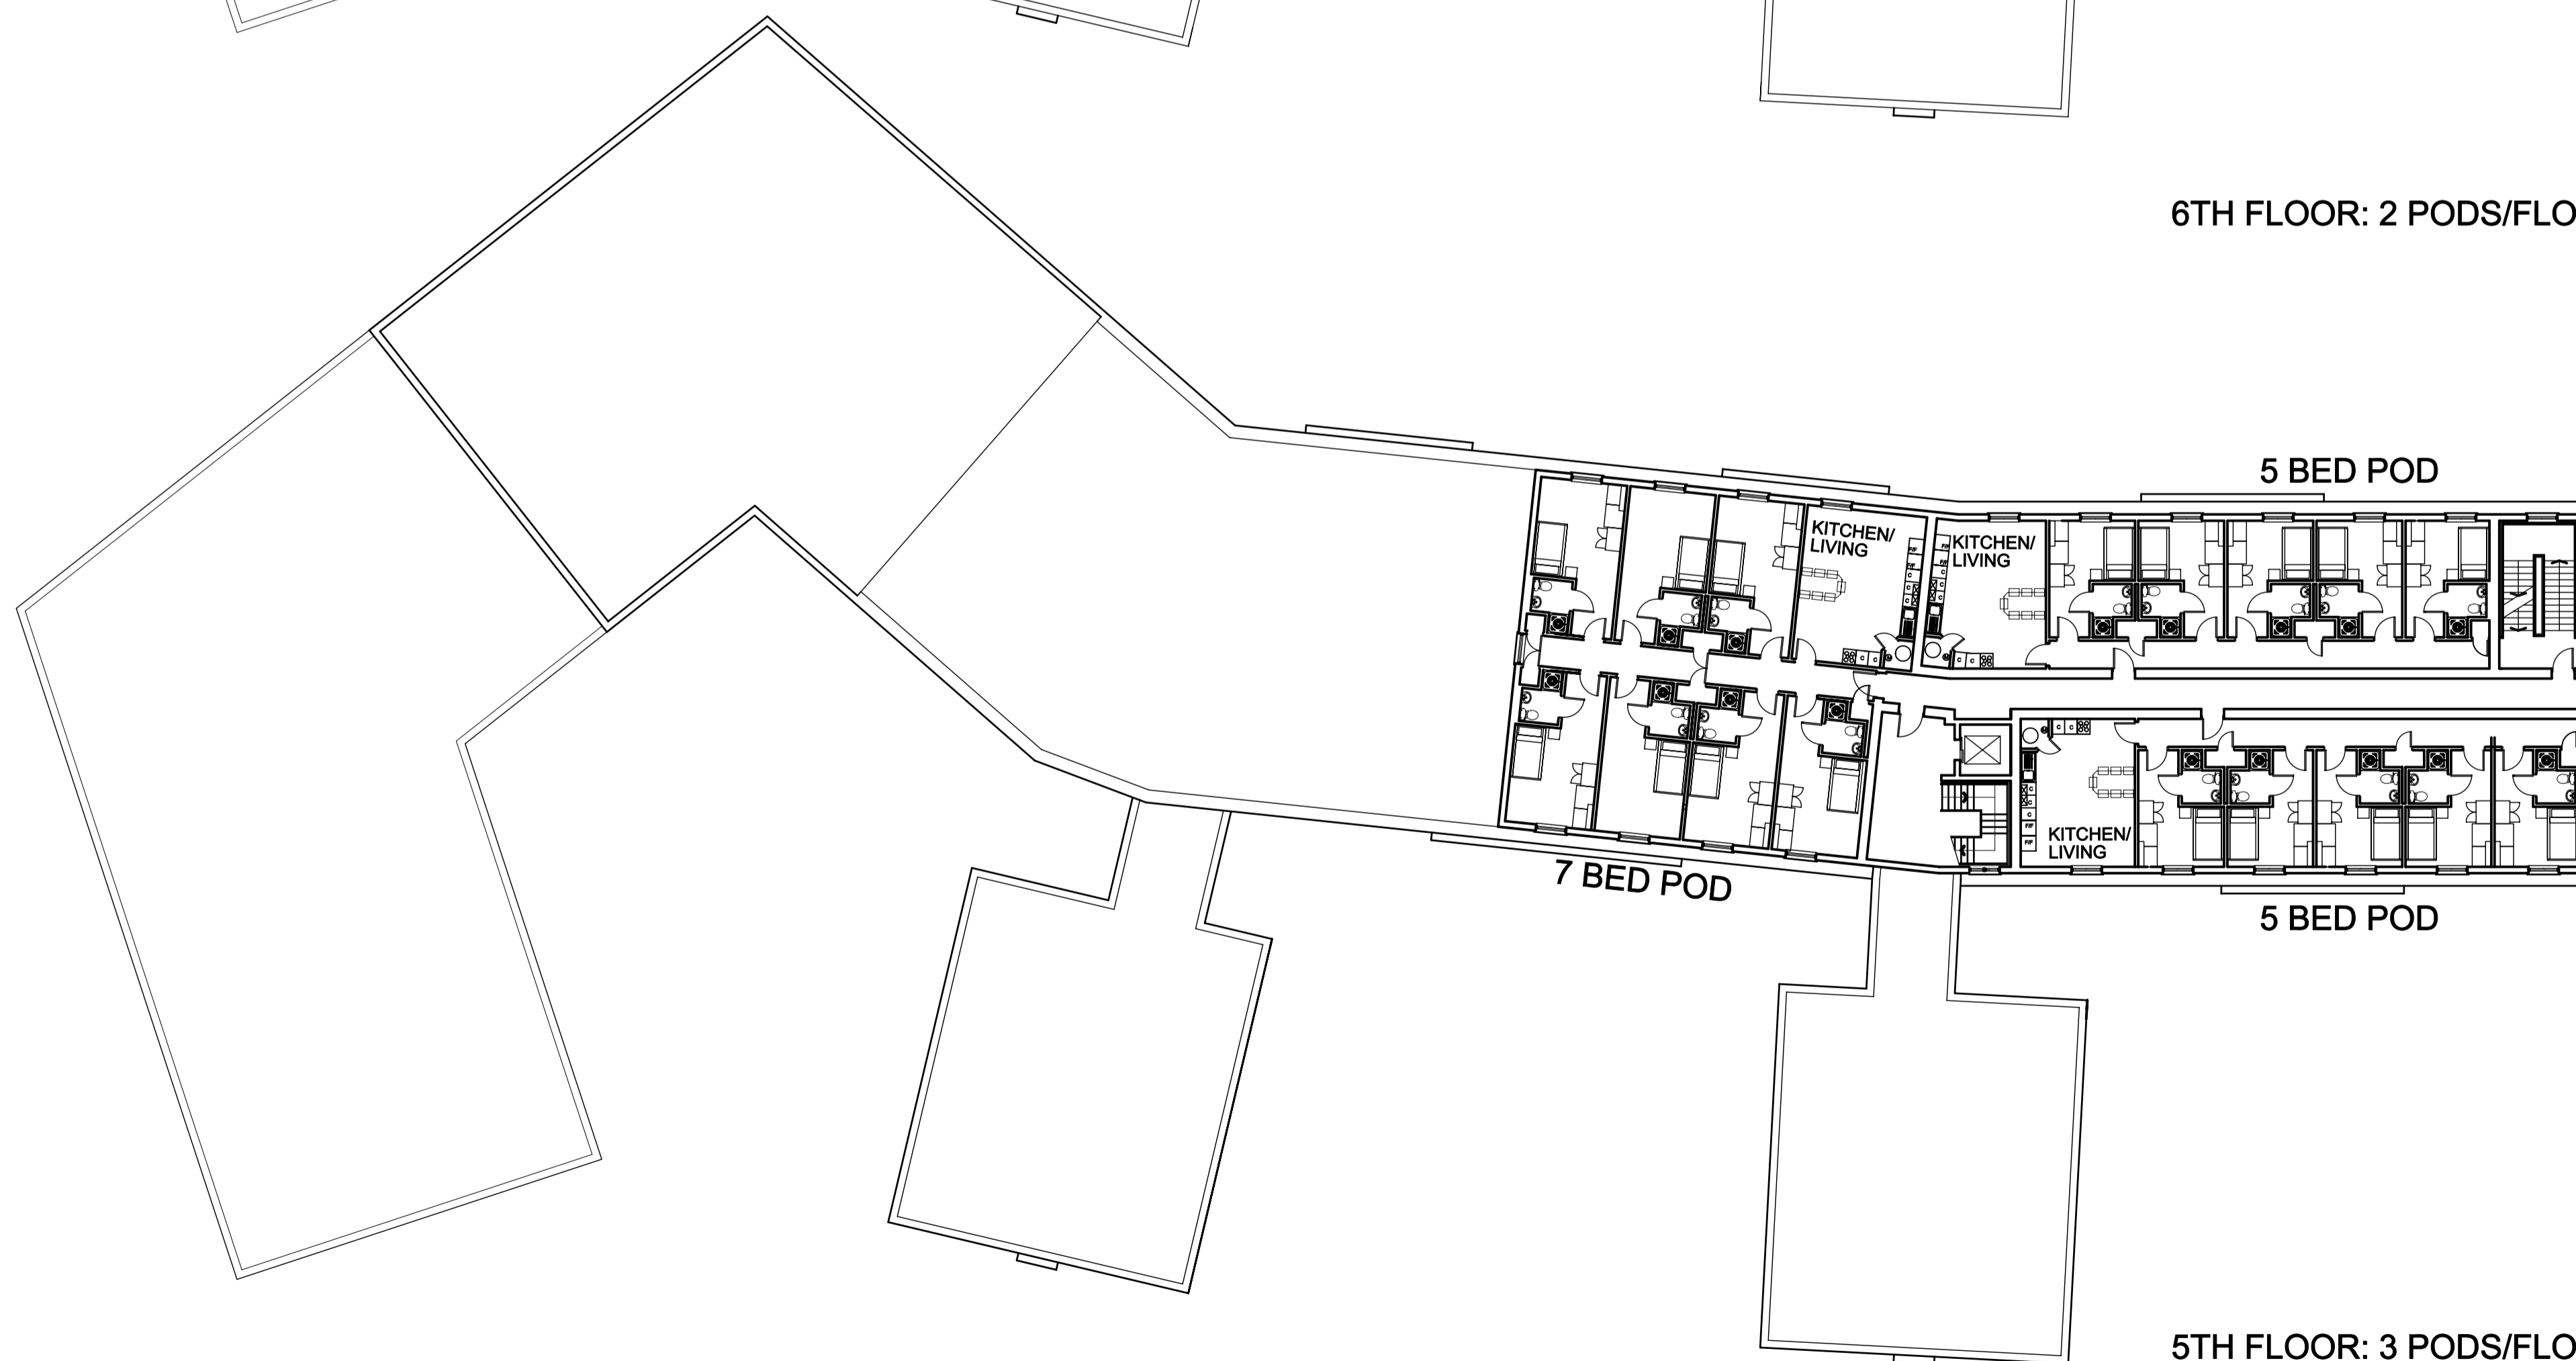 6TH FLOOR: 2 PODS/FLO
5 BED POD
KITCHEN/
LIVING
KITCHEN/
LIVING
KITCHEN/
LIVING
7 BED POD
5 BED POD
5TH FLOOR: 3 PODS/FLO